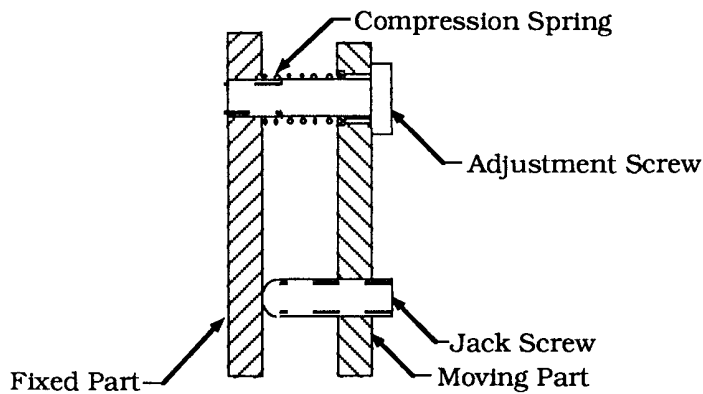 Compression Spring
Adjustment Screw
Jack Screw
Fixed Part
Moving Part